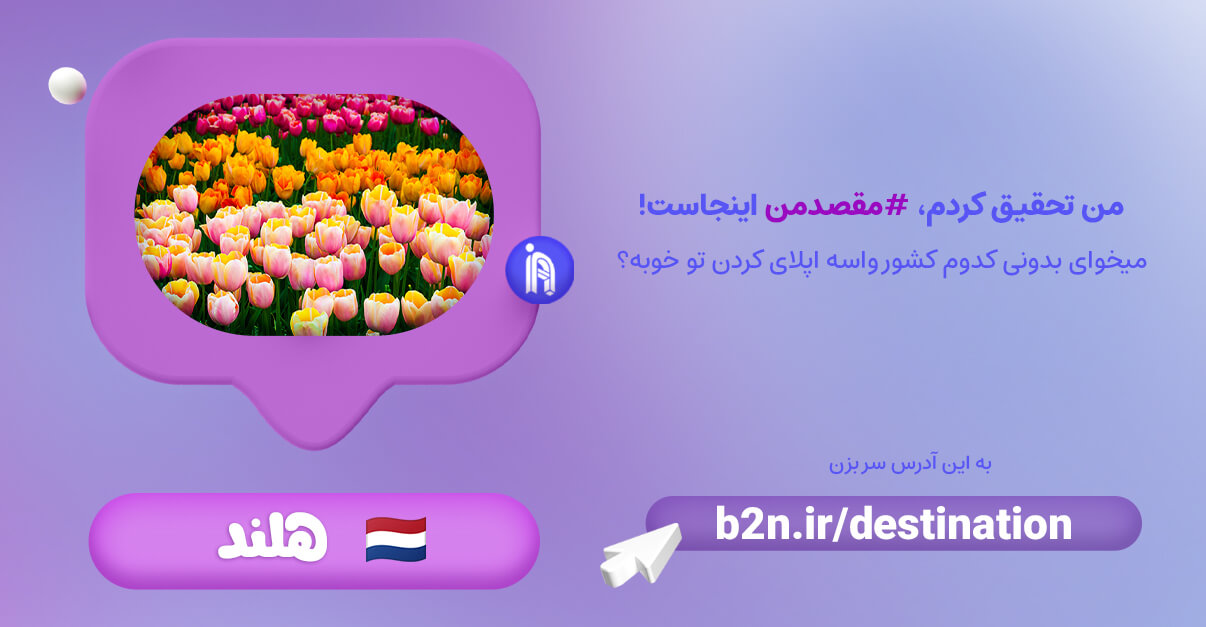 من تحقیق کردم، #مقصدمن اینجاست!
میخوای بدونی کدوم کشور واسه اپلای کردن تو خوبه؟
به این آدرس سر بزن
b2n.ir/destination
هلند